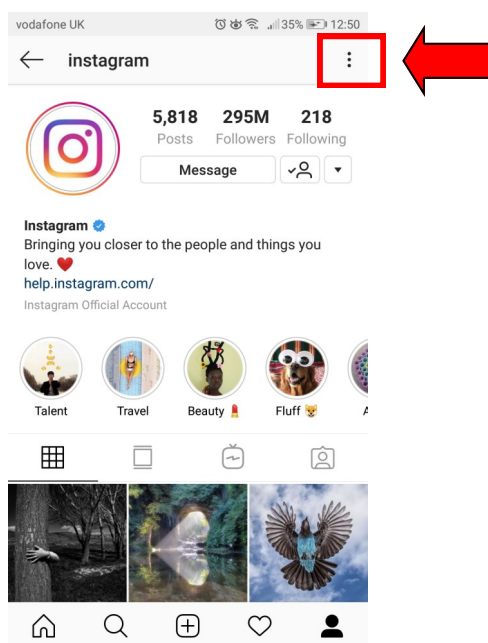 vodafone UK 35% 12:50
instagram
5,818 295M 218
Posts Followers Following
Message
Instagram
Bringing you closer to the people and things you
love. ❤️
help.instagram.com/
Instagram Official Account
Talent Travel Beauty 💄 Fluff 😺 A